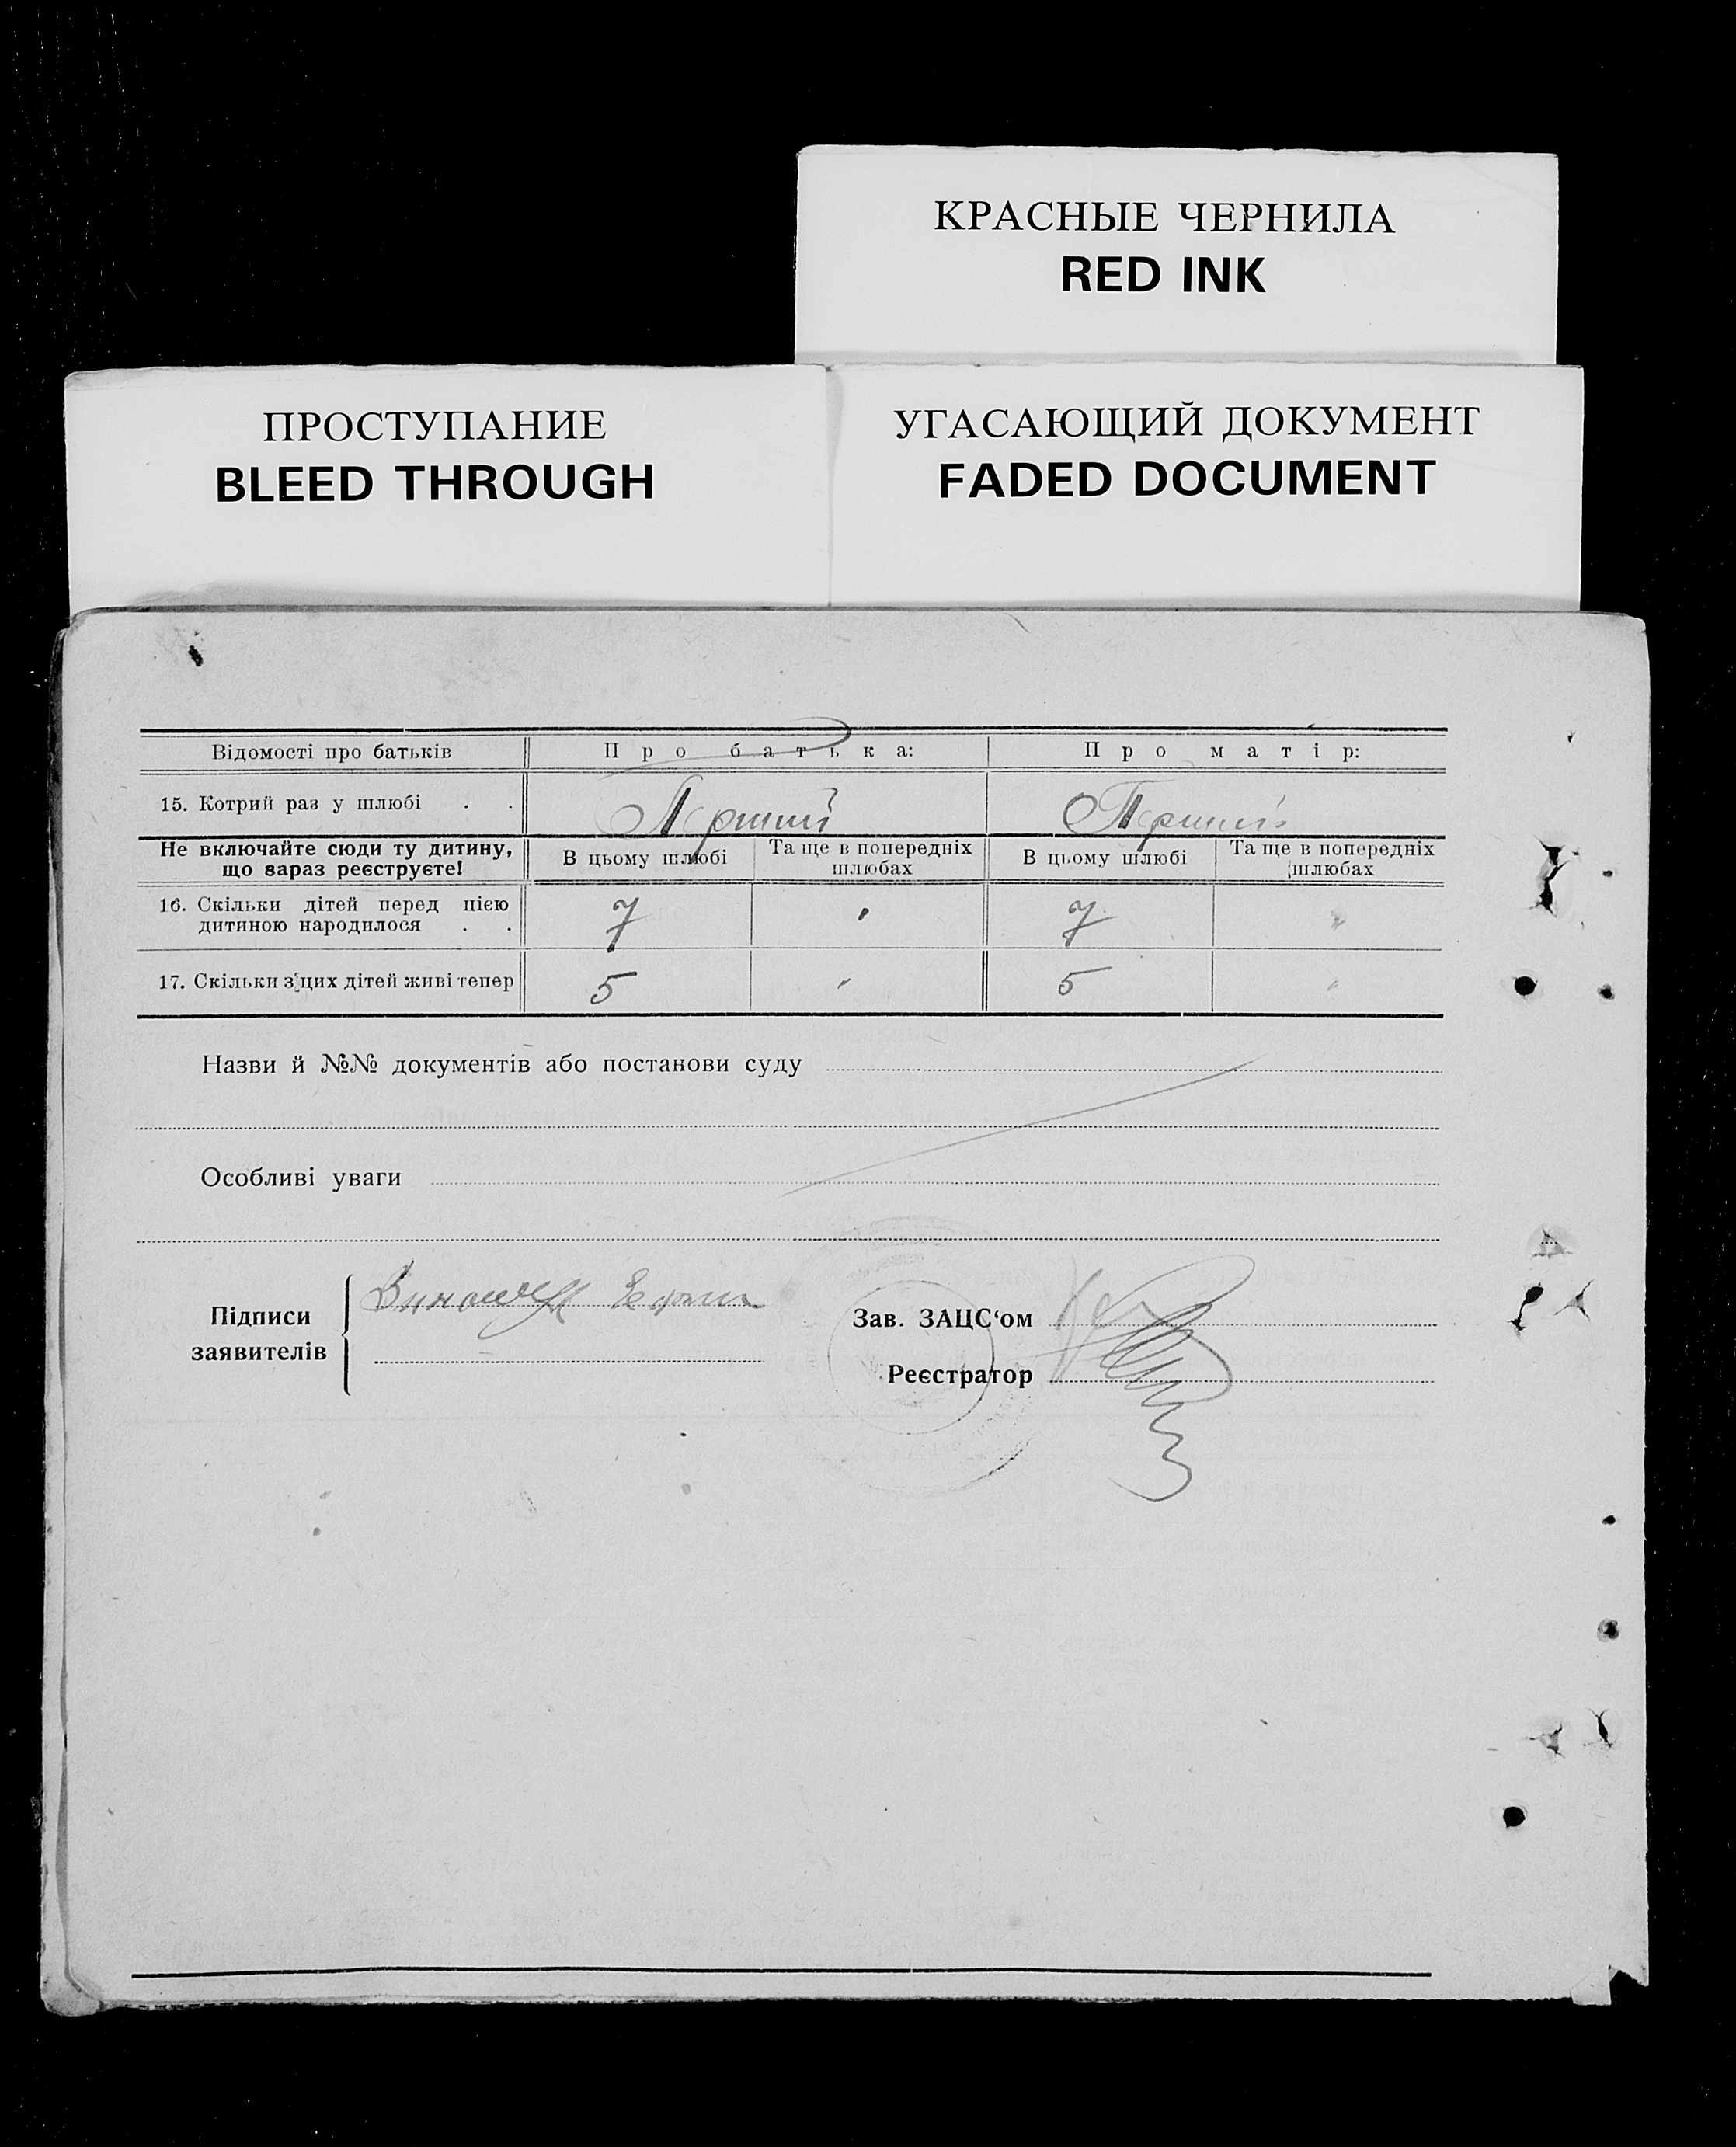 КРАСНЫЕ ЧЕРНИЛА
RED INK
ПРОСТУПАНИЕ
BLEED THROUGH
УГАСАЮЩИЙ ДОКУМЕНТ
FADED DOCUMENT
Відомості про батьків Про батька: Про матір:
15. Котрий раз у шлюбі . . Перший Перший
Не включайте сюди ту дитину,
що зараз реєструєте!
В цьому шлюбі
Та ще в попередніх
шлюбах
В цьому шлюбі
Та ще в попередніх
шлюбах
16. Скільки дітей перед цією
дитиною народилося . .
7 " 7 "
17. Скільки з цих дітей живі тепер 5 " 5 "
Назви й №№ документів або постанови суду
Особливі уваги
Підписи
заявителів
Зав. ЗАЦС‘ом
Реєстратор